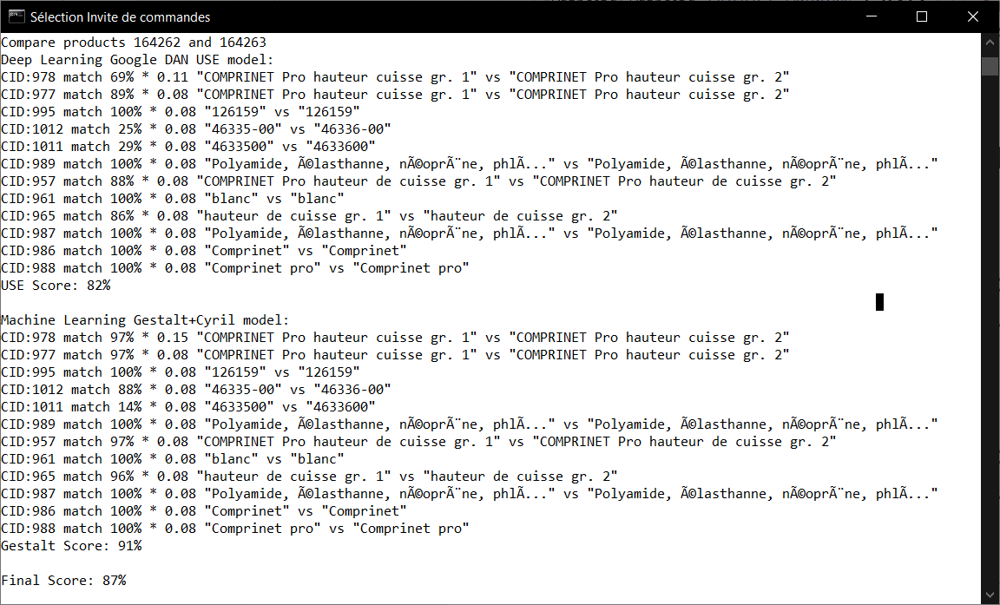 Sélection Invite de commandes
Compare products 164262 and 164263
Deep Learning Google DAN USE model:
CID:978 match 69% * 0.11 "COMPRINET Pro hauteur cuisse gr. 1" vs "COMPRINET Pro hauteur cuisse gr. 2"
CID:977 match 89% * 0.08 "COMPRINET Pro hauteur cuisse gr. 1" vs "COMPRINET Pro hauteur cuisse gr. 2"
CID:995 match 100% * 0.08 "126159" vs "126159"
CID:1012 match 25% * 0.08 "46335-00" vs "46336-00"
CID:1011 match 29% * 0.08 "4633500" vs "4633600"
CID:989 match 100% * 0.08 "Polyamide, Ã©lasthanne, nÃ©oprÃ¨ne, phlÃ..." vs "Polyamide, Ã©lasthanne, nÃ©oprÃ¨ne, phlÃ..."
CID:957 match 88% * 0.08 "COMPRINET Pro hauteur de cuisse gr. 1" vs "COMPRINET Pro hauteur de cuisse gr. 2"
CID:961 match 100% * 0.08 "blanc" vs "blanc"
CID:965 match 86% * 0.08 "hauteur de cuisse gr. 1" vs "hauteur de cuisse gr. 2"
CID:987 match 100% * 0.08 "Polyamide, Ã©lasthanne, nÃ©oprÃ¨ne, phlÃ..." vs "Polyamide, Ã©lasthanne, nÃ©oprÃ¨ne, phlÃ..."
CID:986 match 100% * 0.08 "Comprinet" vs "Comprinet"
CID:988 match 100% * 0.08 "Comprinet pro" vs "Comprinet pro"
USE Score: 82%
Machine Learning Gestalt+Cyril model:
CID:978 match 97% * 0.15 "COMPRINET Pro hauteur cuisse gr. 1" vs "COMPRINET Pro hauteur cuisse gr. 2"
CID:977 match 97% * 0.08 "COMPRINET Pro hauteur cuisse gr. 1" vs "COMPRINET Pro hauteur cuisse gr. 2"
CID:995 match 100% * 0.08 "126159" vs "126159"
CID:1012 match 88% * 0.08 "46335-00" vs "46336-00"
CID:1011 match 14% * 0.08 "4633500" vs "4633600"
CID:989 match 100% * 0.08 "Polyamide, Ã©lasthanne, nÃ©oprÃ¨ne, phlÃ..." vs "Polyamide, Ã©lasthanne, nÃ©oprÃ¨ne, phlÃ..."
CID:957 match 97% * 0.08 "COMPRINET Pro hauteur de cuisse gr. 1" vs "COMPRINET Pro hauteur de cuisse gr. 2"
CID:961 match 100% * 0.08 "blanc" vs "blanc"
CID:965 match 96% * 0.08 "hauteur de cuisse gr. 1" vs "hauteur de cuisse gr. 2"
CID:987 match 100% * 0.08 "Polyamide, Ã©lasthanne, nÃ©oprÃ¨ne, phlÃ..." vs "Polyamide, Ã©lasthanne, nÃ©oprÃ¨ne, phlÃ..."
CID:986 match 100% * 0.08 "Comprinet" vs "Comprinet"
CID:988 match 100% * 0.08 "Comprinet pro" vs "Comprinet pro"
Gestalt Score: 91%
Final Score: 87%